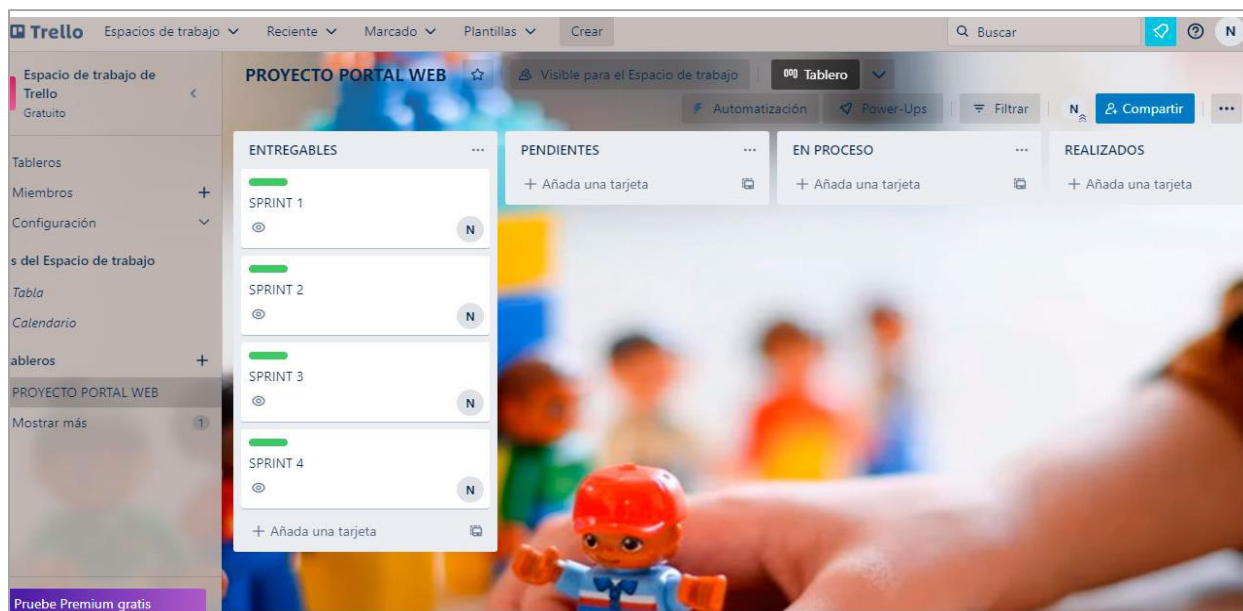 Trello Espacios de trabajo Reciente Marcado Plantillas Crear Buscar N
Espacio de trabajo de
Trello
Gratuito
Tableros
Miembros
Configuración
s del Espacio de trabajo
Tabla
Calendario
ableros
PROYECTO PORTAL WEB
Mostrar más 1
Pruebe Premium gratis
PROYECTO PORTAL WEB Visible para el Espacio de trabajo Tablero
Automatización Power-Ups Filtrar N Compartir
ENTREGABLES
SPRINT 1
N
SPRINT 2
N
SPRINT 3
N
SPRINT 4
N
+ Añada una tarjeta
PENDIENTES
+ Añada una tarjeta
EN PROCESO
+ Añada una tarjeta
REALIZADOS
+ Añada una tarjeta